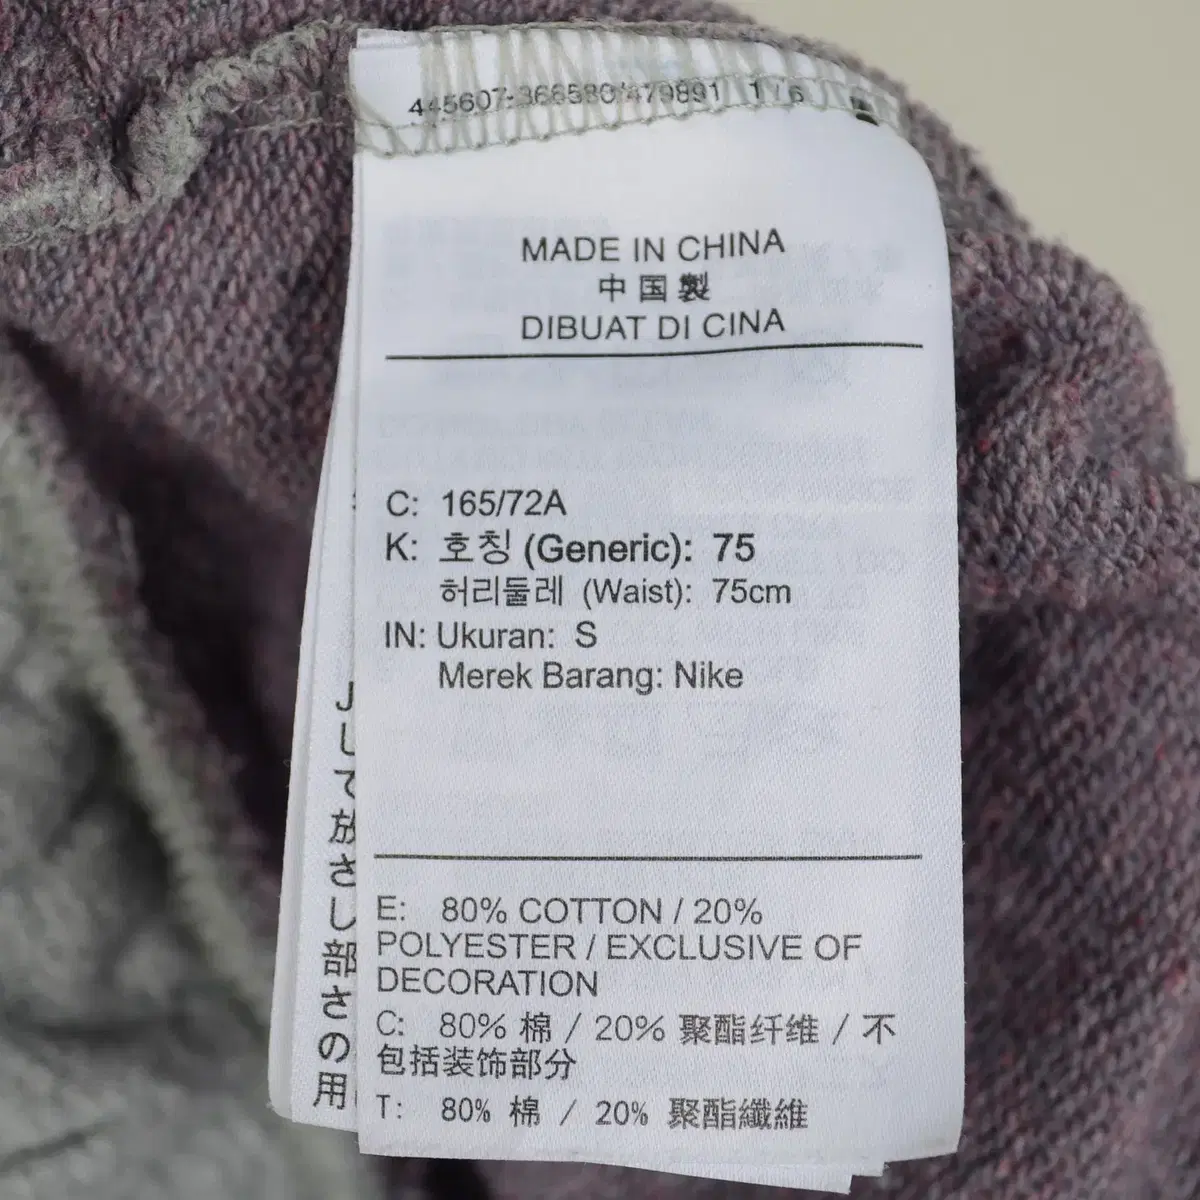 445607-366580/479891 1/6
MADE IN CHINA
中国製
DIBUAT DI CINA
C: 165/72A
K: 호칭 (Generic): 75
허리둘레 (Waist): 75cm
IN: Ukuran: S
Merek Barang: Nike
E: 80% COTTON / 20%
POLYESTER / EXCLUSIVE OF
DECORATION
C: 80% 棉 / 20% 聚酯纤维 / 不
包括装饰部分
T: 80% 棉 / 20% 聚酯纖維
して
放
さ
し
部
さ
の
用